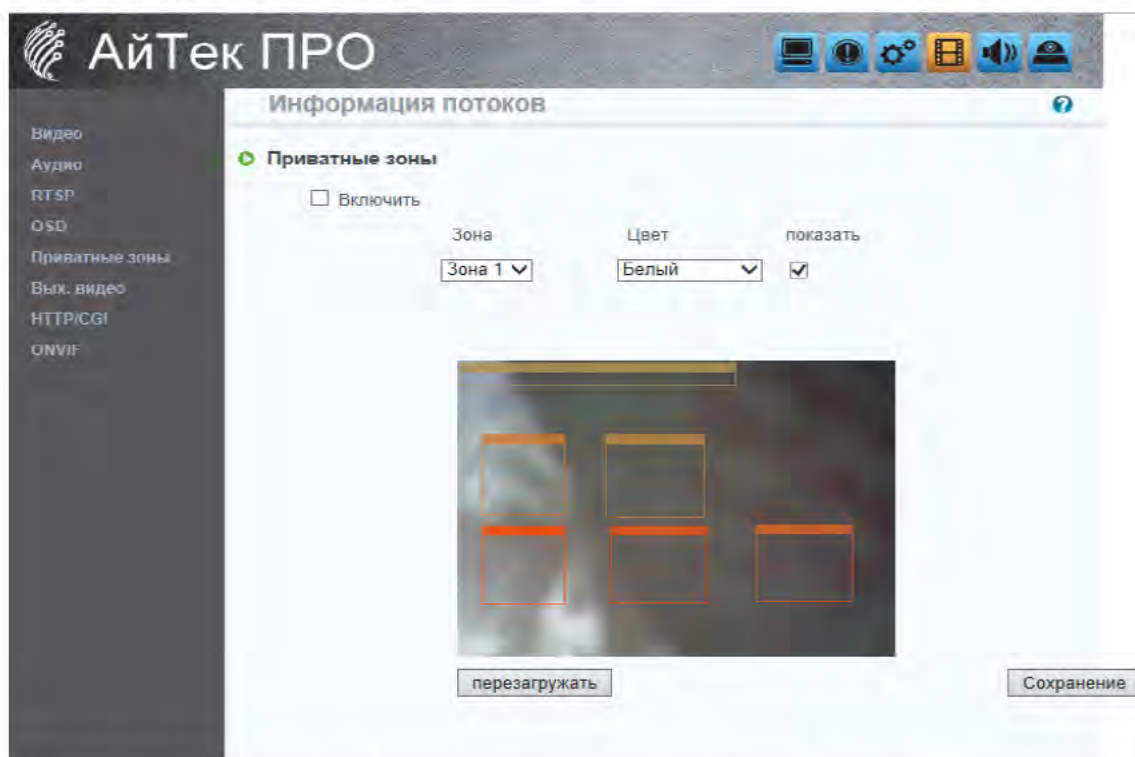 АйТек ПРО
Информация потоков
Видео
Аудио
RTSP
OSD
Приватные зоны
Вых. видео
HTTP/CGI
ONVIF
Приватные зоны
Включить
Зона Цвет показать
Зона 1 Белый
перезагружать Сохранение